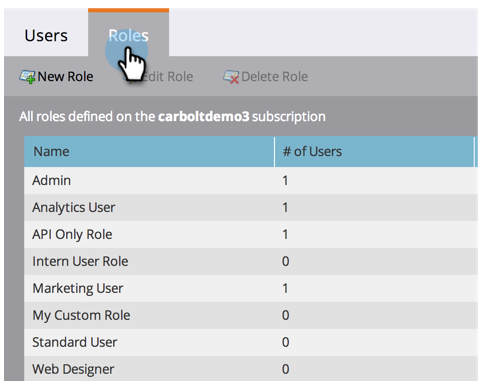 Users Roles
New Role Edit Role Delete Role
All roles defined on the carboltdemo3 subscription
Name # of Users
Admin 1
Analytics User 1
API Only Role 1
Intern User Role 0
Marketing User 1
My Custom Role 0
Standard User 0
Web Designer 0